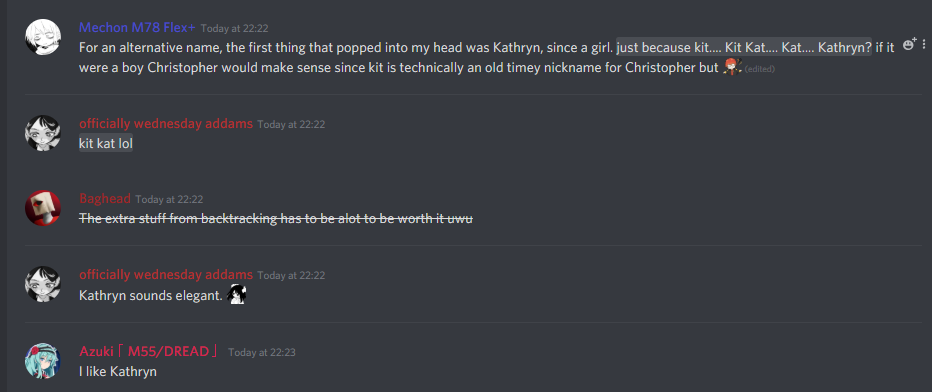 Mechon M78 Flex+ Today at 22:22
For an alternative name, the first thing that popped into my head was Kathryn, since a girl. just because kit.... Kit Kat.... Kat.... Kathryn? if it
were a boy Christopher would make sense since kit is technically an old timey nickname for Christopher but (edited)
officially wednesday addams Today at 22:22
kit kat lol
Baghead Today at 22:22
The extra stuff from backtracking has to be alot to be worth it uwu
officially wednesday addams Today at 22:22
Kathryn sounds elegant.
Azuki「M55/DREAD」 Today at 22:23
I like Kathryn